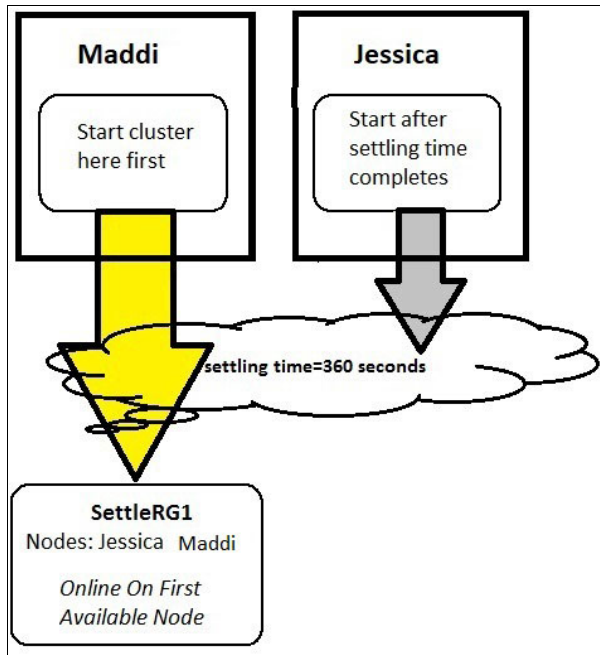 Maddi
Start cluster
here first
Jessica
Start after
settling time
completes
settling time=360 seconds
SettleRG1
Nodes: Jessica Maddi
Online On First
Available Node